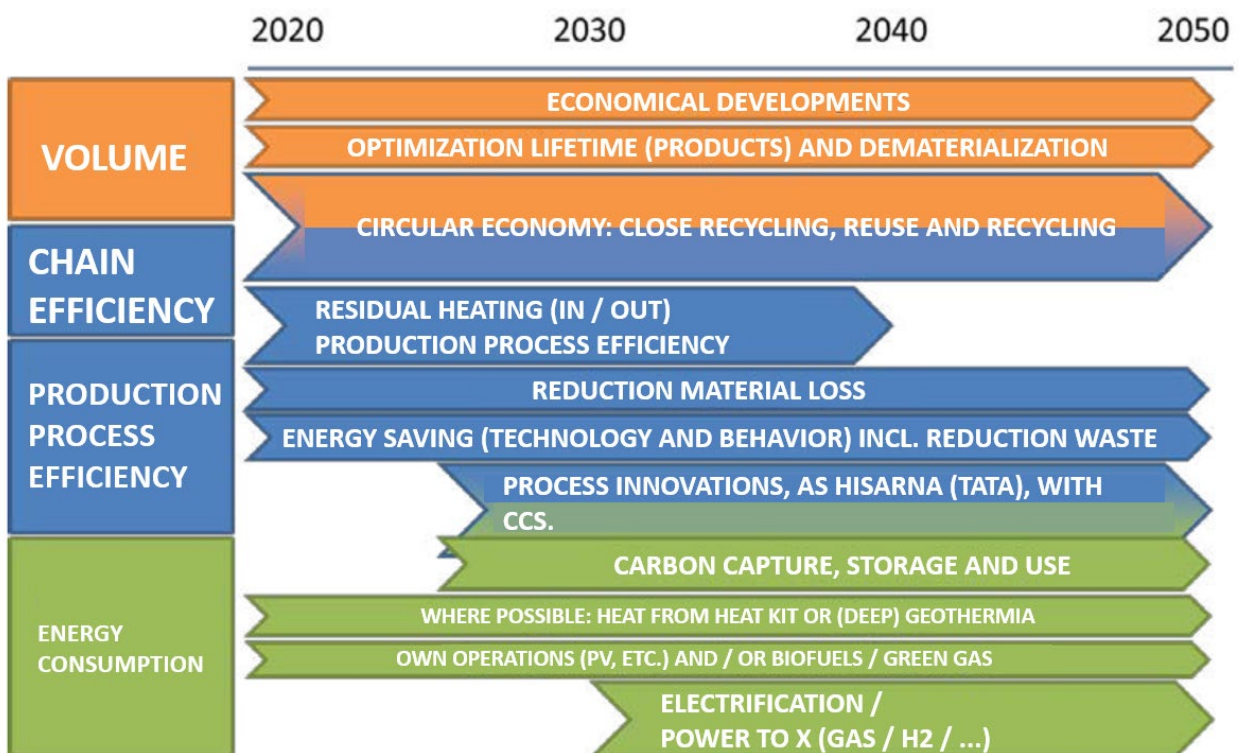 2020 2030 2040 2050
VOLUME
ECONOMICAL DEVELOPMENTS
OPTIMIZATION LIFETIME (PRODUCTS) AND DEMATERIALIZATION
CIRCULAR ECONOMY: CLOSE RECYCLING, REUSE AND RECYCLING
CHAIN
EFFICIENCY
RESIDUAL HEATING (IN / OUT)
PRODUCTION PROCESS EFFICIENCY
PRODUCTION
PROCESS
EFFICIENCY
REDUCTION MATERIAL LOSS
ENERGY SAVING (TECHNOLOGY AND BEHAVIOR) INCL. REDUCTION WASTE
PROCESS INNOVATIONS, AS HISARNA (TATA), WITH
CCS.
ENERGY
CONSUMPTION
CARBON CAPTURE, STORAGE AND USE
WHERE POSSIBLE: HEAT FROM HEAT KIT OR (DEEP) GEOTHERMIA
OWN OPERATIONS (PV, ETC.) AND / OR BIOFUELS / GREEN GAS
ELECTRIFICATION /
POWER TO X (GAS / H2 / ...)